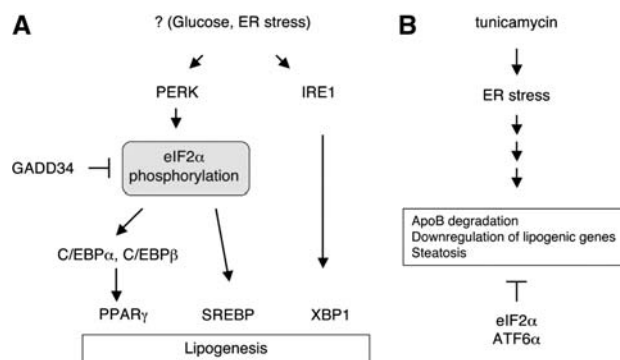 A
? (Glucose, ER stress)
PERK
IRE1
GADD34
eIF2α
phosphorylation
C/EBPα, C/EBPβ
PPARγ
SREBP
XBP1
Lipogenesis
B
tunicamycin
ER stress
ApoB degradation
Downregulation of lipogenic genes
Steatosis
eIF2α
ATF6α